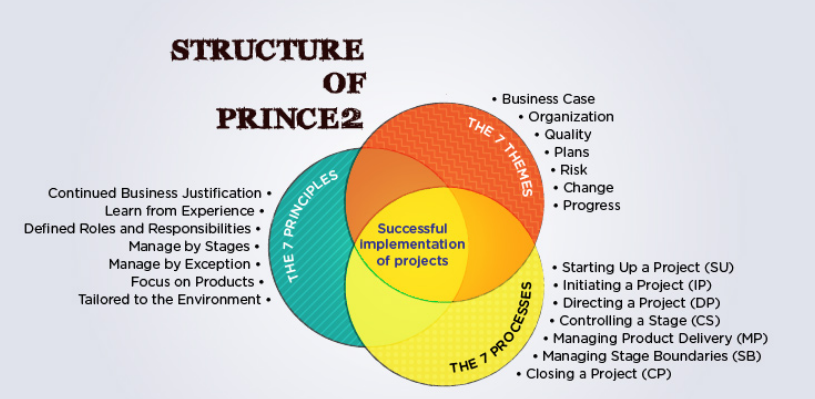 STRUCTURE
OF
PRINCE2
THE 7 THEMES
• Business Case
• Organization
• Quality
• Plans
• Risk
• Change
• Progress
THE 7 PRINCIPLES
Continued Business Justification •
Learn from Experience •
Defined Roles and Responsibilities •
Manage by Stages •
Manage by Exception •
Focus on Products •
Tailored to the Environment •
Successful
implementation
of projects
THE 7 PROCESSES
• Starting Up a Project (SU)
• Initiating a Project (IP)
• Directing a Project (DP)
• Controlling a Stage (CS)
• Managing Product Delivery (MP)
• Managing Stage Boundaries (SB)
• Closing a Project (CP)